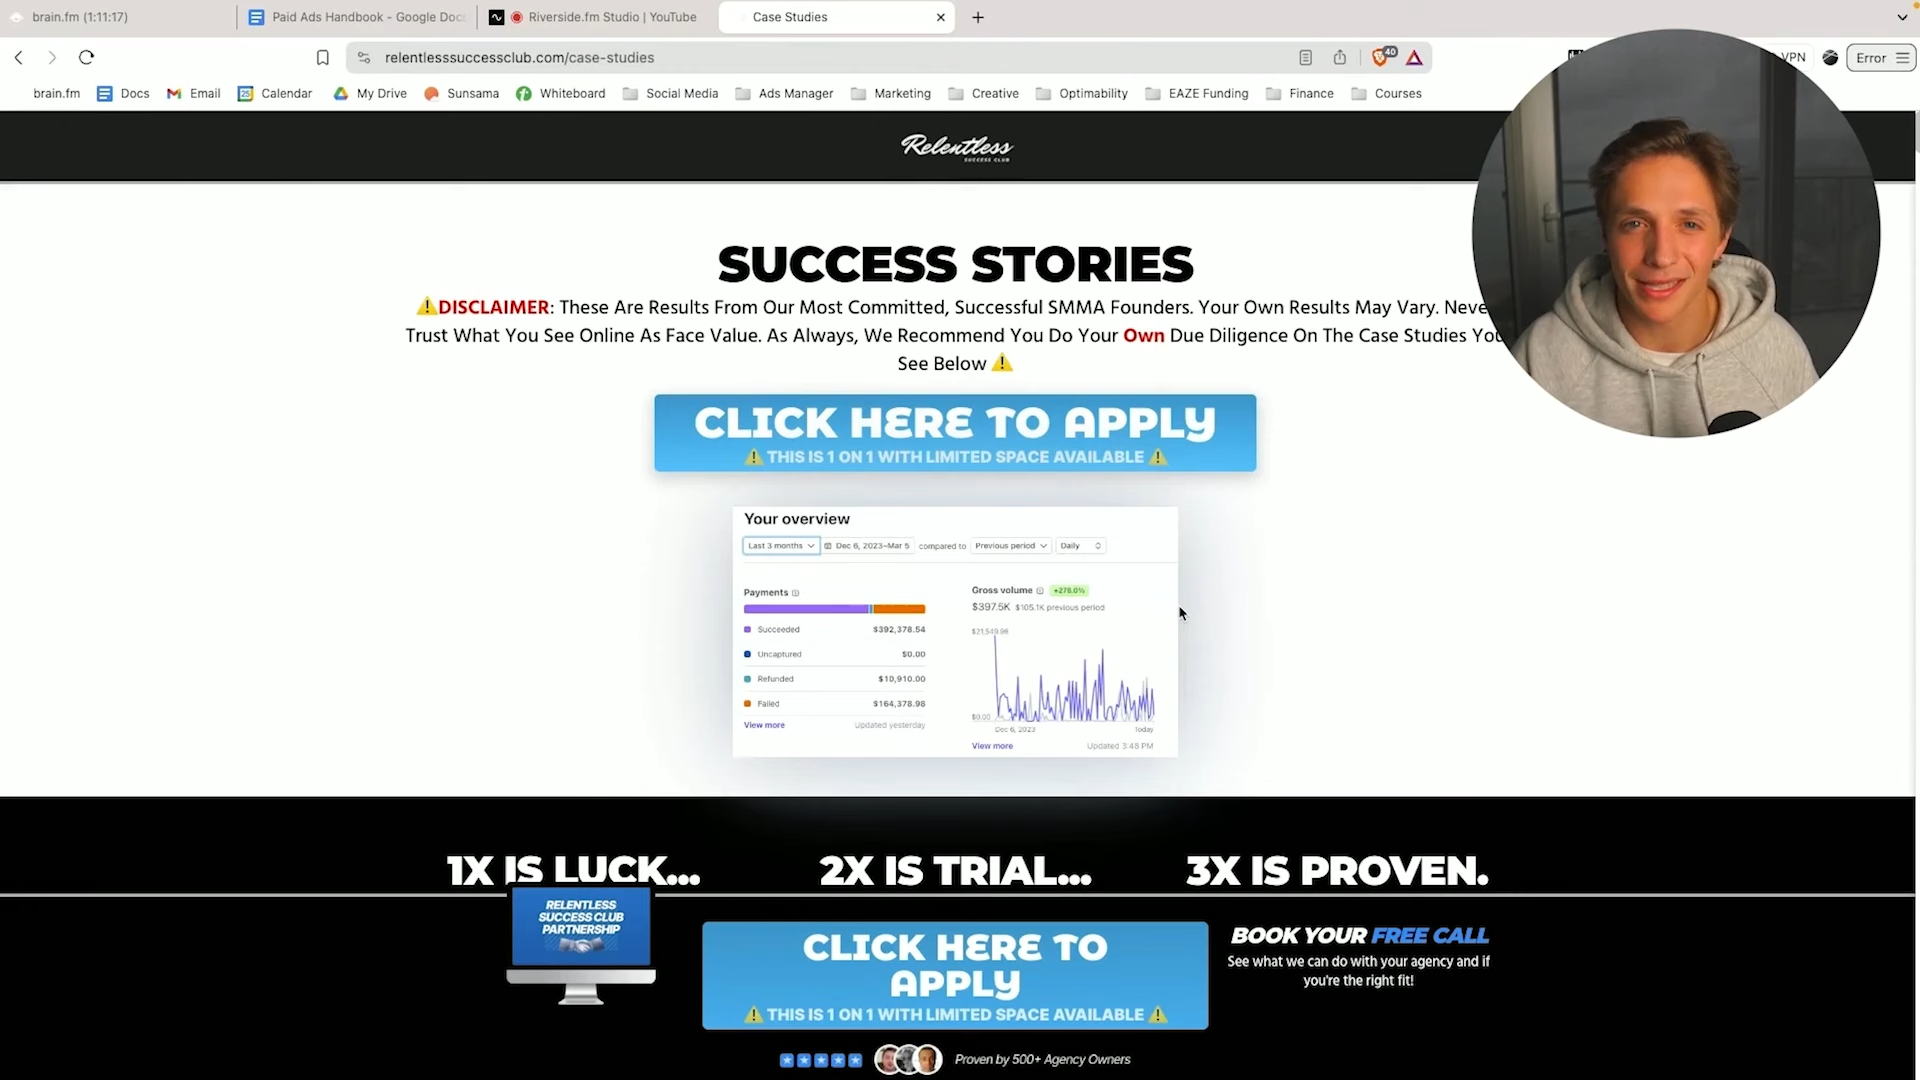 brain.fm (1:11:17)
Paid Ads Handbook - Google Doc
Riverside.fm Studio | YouTube
Case Studies
relentlesssuccessclub.com/case-studies
40
VPN
Error
brain.fm
Docs
Email
Calendar
My Drive
Sunsama
Whiteboard
Social Media
Ads Manager
Marketing
Creative
Optimability
EAZE Funding
Finance
Courses
Relentless
SUCCESS CLUB
SUCCESS STORIES
⚠️DISCLAIMER: These Are Results From Our Most Committed, Successful SMMA Founders. Your Own Results May Vary. Neve
Trust What You See Online As Face Value. As Always, We Recommend You Do Your Own Due Diligence On The Case Studies You
See Below ⚠️
CLICK HERE TO APPLY
⚠️ THIS IS 1 ON 1 WITH LIMITED SPACE AVAILABLE ⚠️
Your overview
Last 3 months Dec 6, 2023–Mar 5 compared to Previous period Daily
Payments
Succeeded $392,378.54
Uncaptured $0.00
Refunded $10,910.00
Failed $164,378.98
View more Updated yesterday
Gross volume +278.0%
$397.5K $105.1K previous period
$21,549.98
$0.00
Dec 6, 2023 Today
View more Updated 3:48 PM
1X IS LUCK...
2X IS TRIAL...
3X IS PROVEN.
RELENTLESS
SUCCESS CLUB
PARTNERSHIP
CLICK HERE TO
APPLY
⚠️ THIS IS 1 ON 1 WITH LIMITED SPACE AVAILABLE ⚠️
BOOK YOUR FREE CALL
See what we can do with your agency and if
you're the right fit!
Proven by 500+ Agency Owners